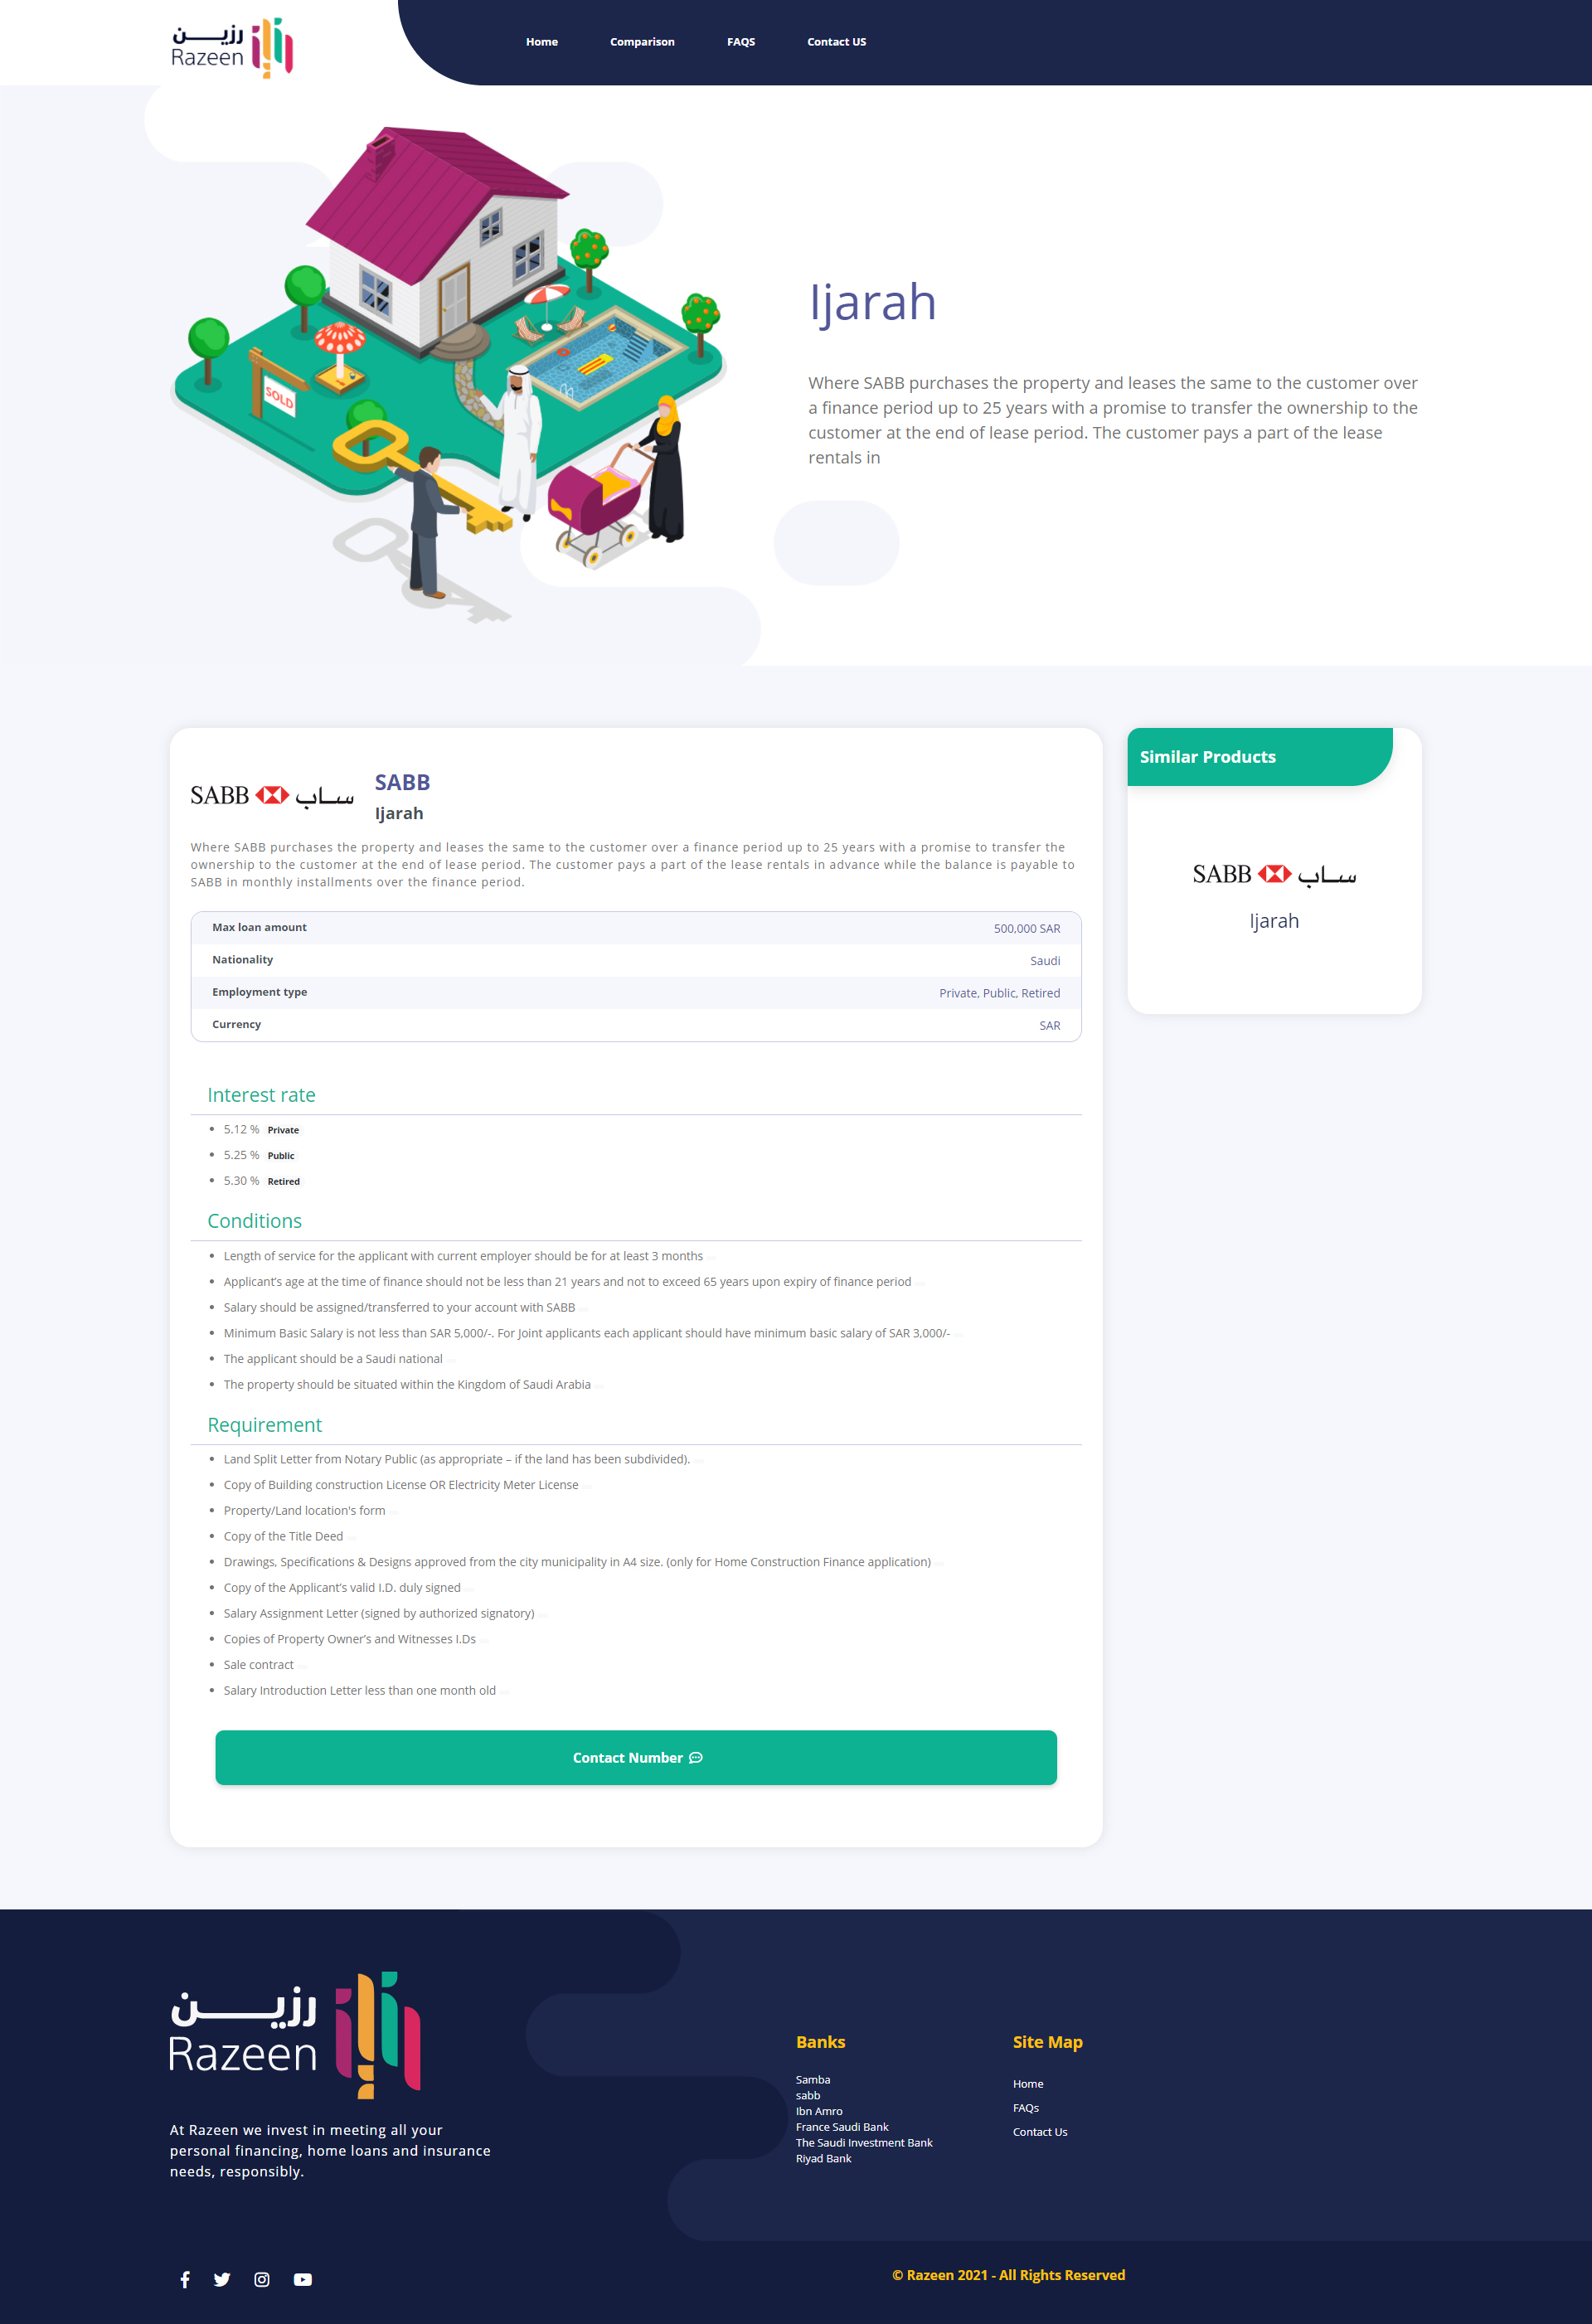 رزيــن
Razeen
Home
Comparison
FAQS
Contact US
SOLD
Ijarah
Where SABB purchases the property and leases the same to the customer over
a finance period up to 25 years with a promise to transfer the ownership to the
customer at the end of lease period. The customer pays a part of the lease
rentals in
SABB ساب
SABB
Ijarah
Where SABB purchases the property and leases the same to the customer over a finance period up to 25 years with a promise to transfer the
ownership to the customer at the end of lease period. The customer pays a part of the lease rentals in advance while the balance is payable to
SABB in monthly installments over the finance period.
Max loan amount 500,000 SAR
Nationality Saudi
Employment type Private, Public, Retired
Currency SAR
Interest rate
• 5.12 % Private
• 5.25 % Public
• 5.30 % Retired
Conditions
• Length of service for the applicant with current employer should be for at least 3 months
• Applicant’s age at the time of finance should not be less than 21 years and not to exceed 65 years upon expiry of finance period
• Salary should be assigned/transferred to your account with SABB
• Minimum Basic Salary is not less than SAR 5,000/-. For Joint applicants each applicant should have minimum basic salary of SAR 3,000/-
• The applicant should be a Saudi national
• The property should be situated within the Kingdom of Saudi Arabia
Requirement
• Land Split Letter from Notary Public (as appropriate – if the land has been subdivided).
• Copy of Building construction License OR Electricity Meter License
• Property/Land location's form
• Copy of the Title Deed
• Drawings, Specifications & Designs approved from the city municipality in A4 size. (only for Home Construction Finance application)
• Copy of the Applicant’s valid I.D. duly signed
• Salary Assignment Letter (signed by authorized signatory)
• Copies of Property Owner’s and Witnesses I.Ds
• Sale contract
• Salary Introduction Letter less than one month old
Contact Number
Similar Products
SABB ساب
Ijarah
رزيــن
Razeen
At Razeen we invest in meeting all your
personal financing, home loans and insurance
needs, responsibly.
Banks
Samba
sabb
Ibn Amro
France Saudi Bank
The Saudi Investment Bank
Riyad Bank
Site Map
Home
FAQs
Contact Us
© Razeen 2021 - All Rights Reserved